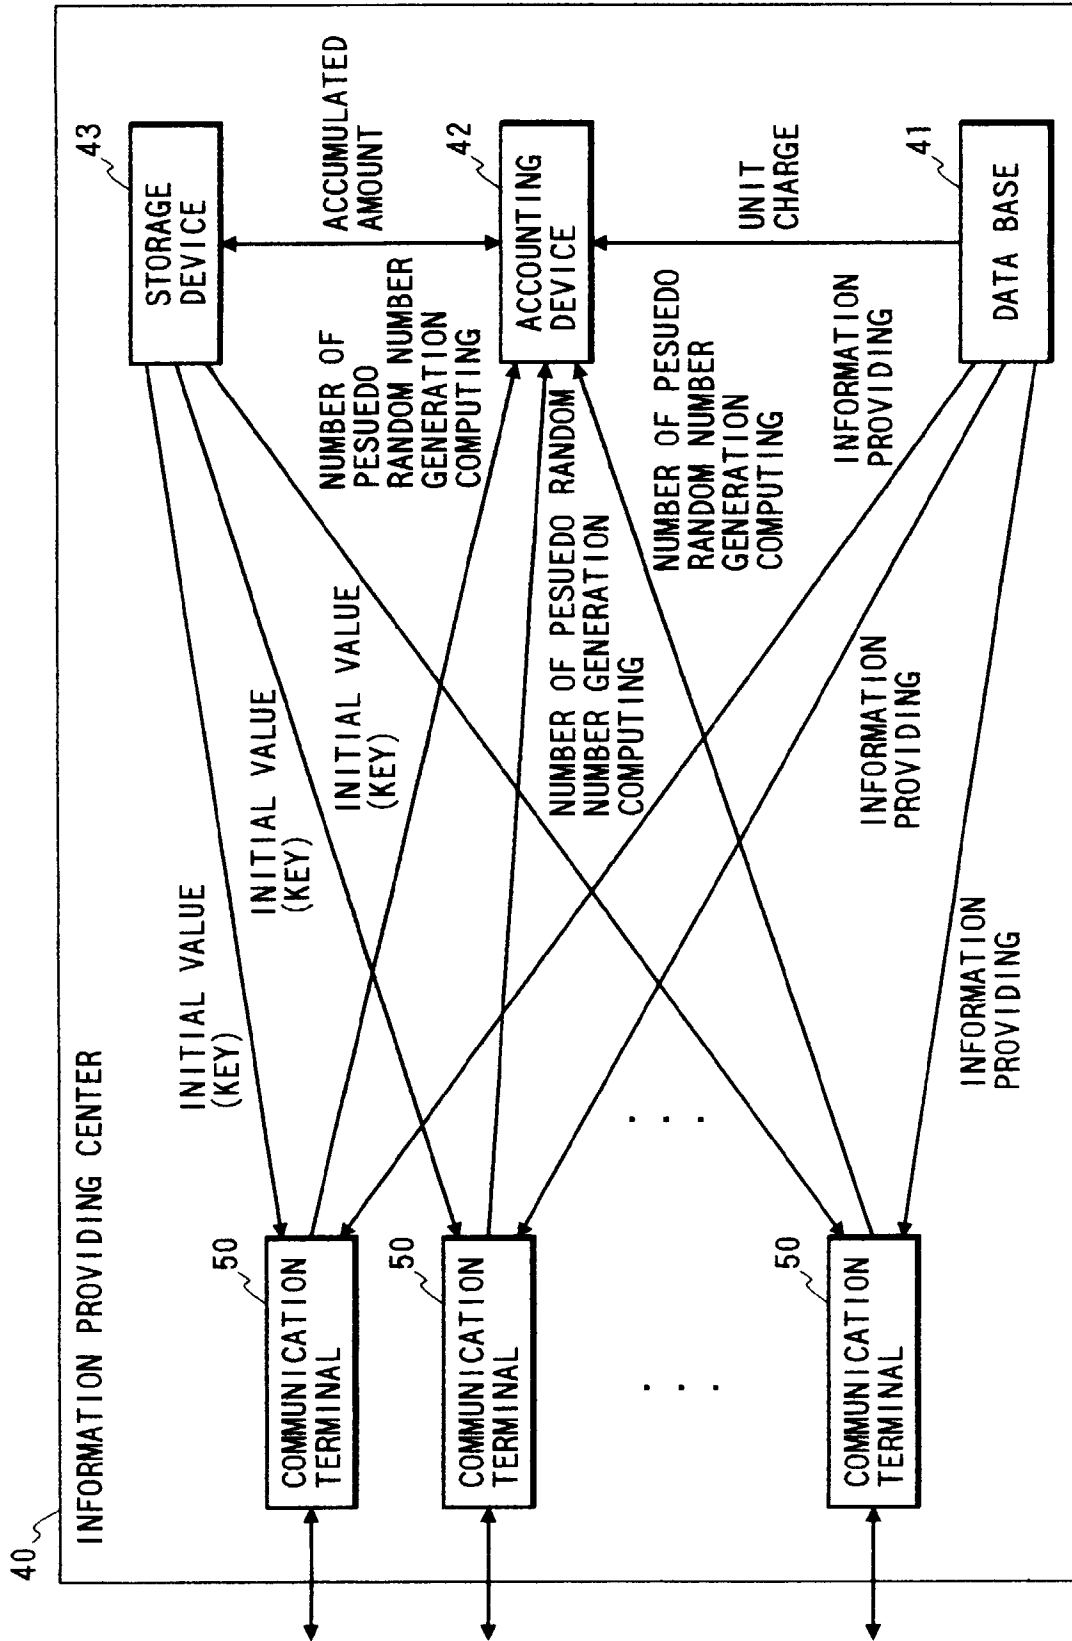 40
INFORMATION PROVIDING CENTER
50
COMMUNICATION
TERMINAL
50
COMMUNICATION
TERMINAL
. . .
50
COMMUNICATION
TERMINAL
INITIAL VALUE
(KEY)
INITIAL VALUE
(KEY)
INITIAL VALUE
(KEY)
. . .
NUMBER OF
PESUEDO
RANDOM NUMBER
GENERATION
COMPUTING
NUMBER OF PESUEDO RANDOM
NUMBER GENERATION
COMPUTING
NUMBER OF PESUEDO
RANDOM NUMBER
GENERATION
COMPUTING
INFORMATION
PROVIDING
INFORMATION
PROVIDING
INFORMATION
PROVIDING
43
STORAGE
DEVICE
ACCUMULATED
AMOUNT
42
ACCOUNTING
DEVICE
UNIT
CHARGE
41
DATA BASE